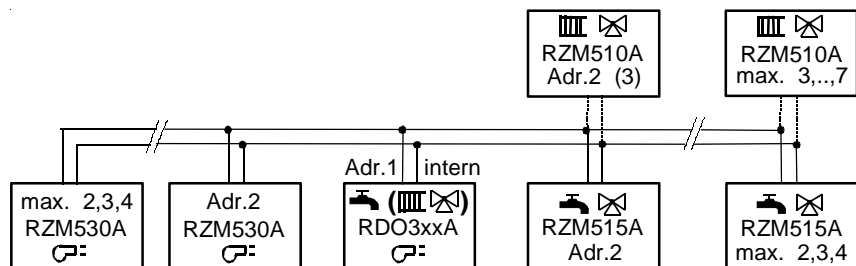 RZM510A
Adr.2 (3)
RZM510A
max. 3,..,7
Adr.1 intern
max. 2,3,4
RZM530A
Adr.2
RZM530A
( )
RDO3xxA
RZM515A
Adr.2
RZM515A
max. 2,3,4